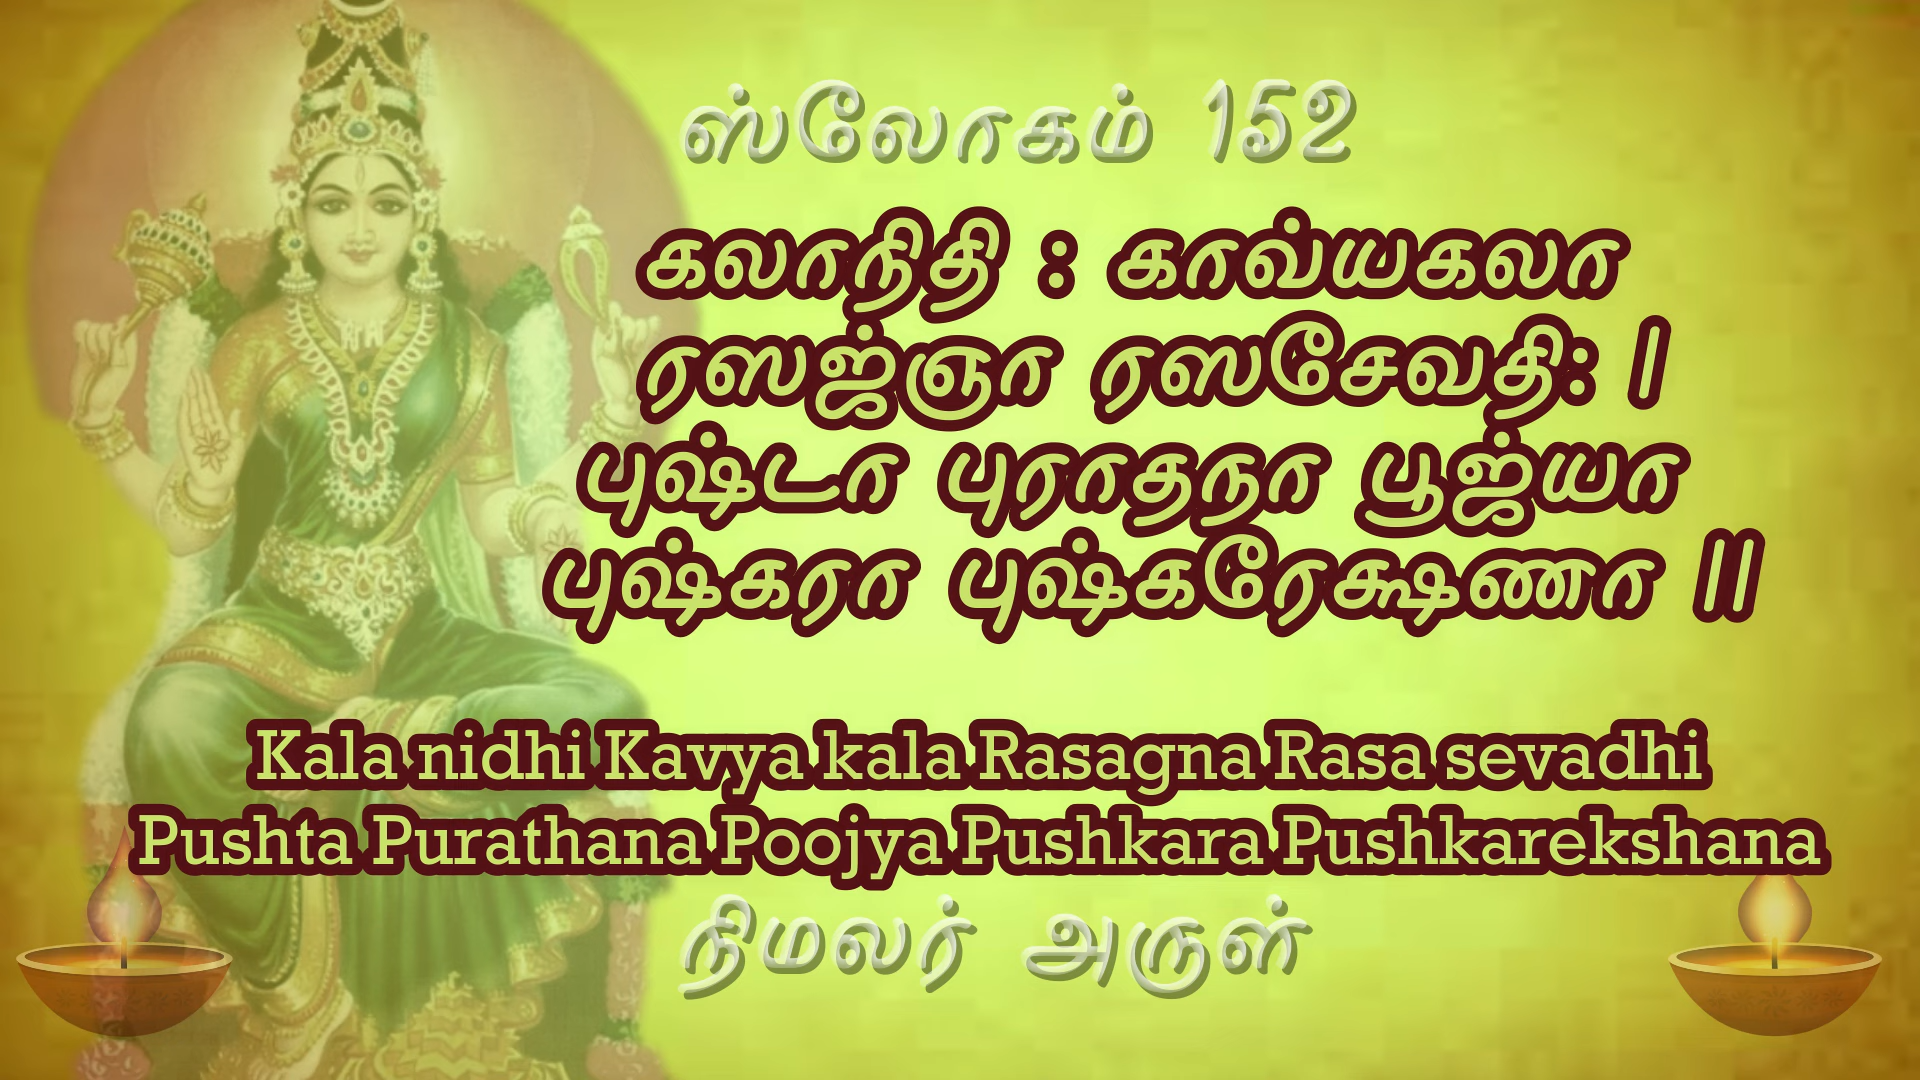 ஸ்லோகம் 152
கலாநிதி : காவ்யகலா
ரஸஜ்ஞா ரஸசேவதி: |
புஷ்டா புராதநா பூஜ்யா
புஷ்கரா புஷ்கரேக்ஷணா ||
Kala nidhi Kavya kala Rasagna Rasa sevadhi
Pushta Purathana Poojya Pushkara Pushkarekshana
நிமலர் அருள்